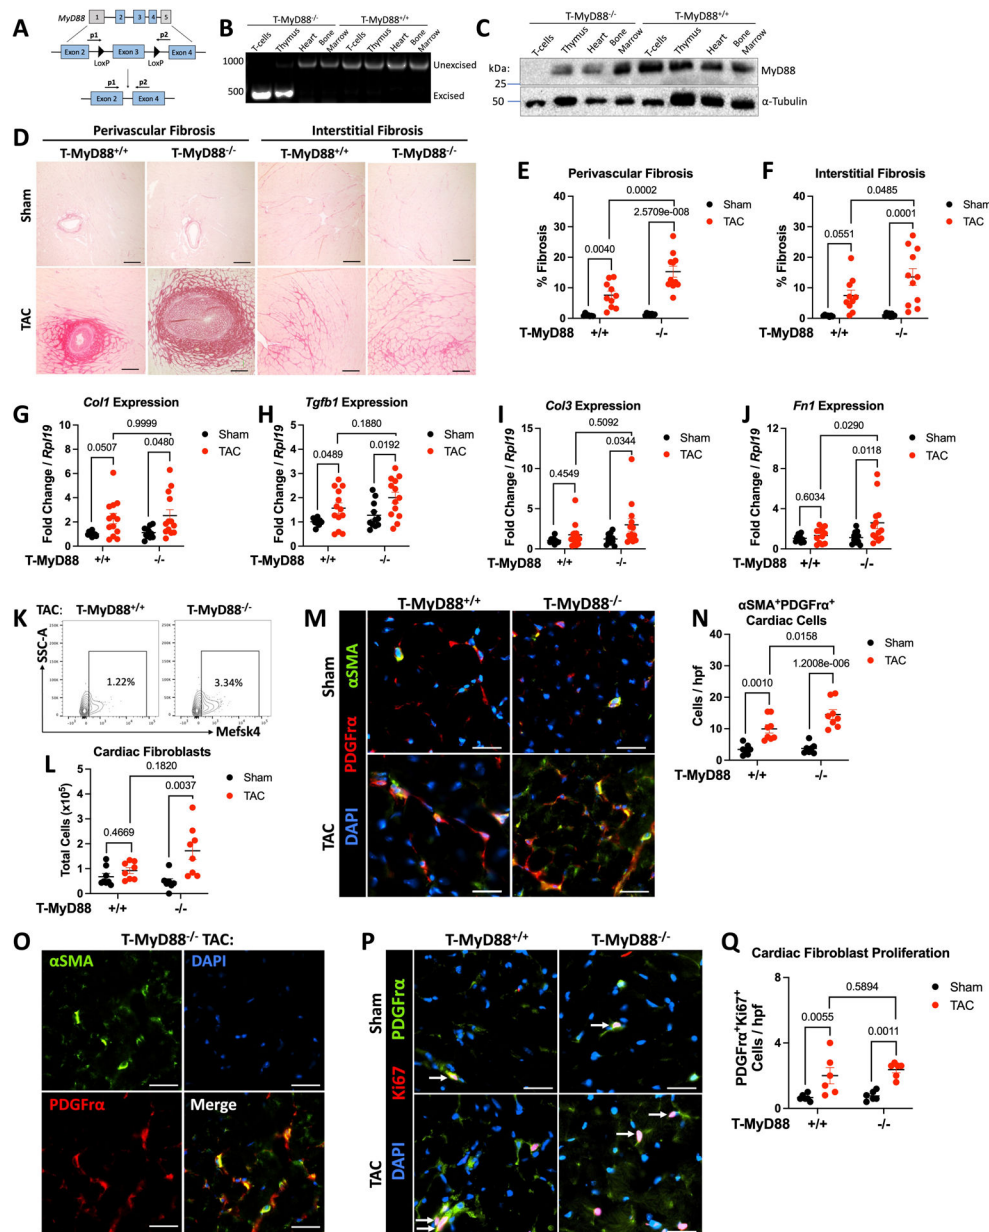 A
MyD88
1 2 3 4 5
p1 p2
Exon 2 Exon 3 Exon 4
LoxP LoxP
p1 p2
Exon 2 Exon 4
B
T-MyD88-/- T-MyD88+/+
T-cells Thymus Heart Bone Marrow T-cells Thymus Heart Bone Marrow
1000 Unexcised
500 Excised
C
T-MyD88-/- T-MyD88+/+
T-cells Thymus Heart Bone Marrow T-cells Thymus Heart Bone Marrow
kDa:
MyD88
25
50 α-Tubulin
D
Perivascular Fibrosis Interstitial Fibrosis
T-MyD88+/+ T-MyD88-/- T-MyD88+/+ T-MyD88-/-
Sham
TAC
E
Perivascular Fibrosis
0.0002
2.5709e-008
0.0040
Sham
TAC
% Fibrosis
40
30
20
10
0
T-MyD88 +/+ -/-
F
Interstitial Fibrosis
0.0485
0.0551
0.0001
Sham
TAC
% Fibrosis
40
30
20
10
0
T-MyD88 +/+ -/-
G
Col1 Expression
0.9999
0.0507
0.0480
Sham
TAC
Fold Change / Rpl19
10
8
6
4
2
0
T-MyD88 +/+ -/-
H
Tgfb1 Expression
0.1880
0.0489
0.0192
Sham
TAC
Fold Change / Rpl19
5
4
3
2
1
0
T-MyD88 +/+ -/-
I
Col3 Expression
0.5092
0.4549
0.0344
Sham
TAC
Fold Change / Rpl19
15
10
5
0
T-MyD88 +/+ -/-
J
Fn1 Expression
0.0290
0.6034
0.0118
Sham
TAC
Fold Change / Rpl19
15
10
5
0
T-MyD88 +/+ -/-
K
TAC: T-MyD88+/+ T-MyD88-/-
SSC-A
250K
200K
150K
100K
50K
0
1.22%
3.34%
Mefsk4
L
Cardiac Fibroblasts
0.1820
0.4669
0.0037
Sham
TAC
Total Cells (x10⁵)
5
4
3
2
1
0
T-MyD88 +/+ -/-
M
T-MyD88+/+ T-MyD88-/-
Sham
TAC
αSMA
PDGFrα
DAPI
N
αSMA+PDGFrα+
Cardiac Cells
0.0158
1.2008e-006
0.0010
Sham
TAC
Cells / hpf
40
30
20
10
0
T-MyD88 +/+ -/-
O
T-MyD88-/- TAC:
αSMA DAPI
PDGFrα Merge
P
T-MyD88+/+ T-MyD88-/-
Sham
TAC
PDGFrα
Ki67
DAPI
Q
Cardiac Fibroblast Proliferation
0.5894
0.0055
0.0011
Sham
TAC
PDGFrα+Ki67+
Cells / hpf
8
6
4
2
0
T-MyD88 +/+ -/-